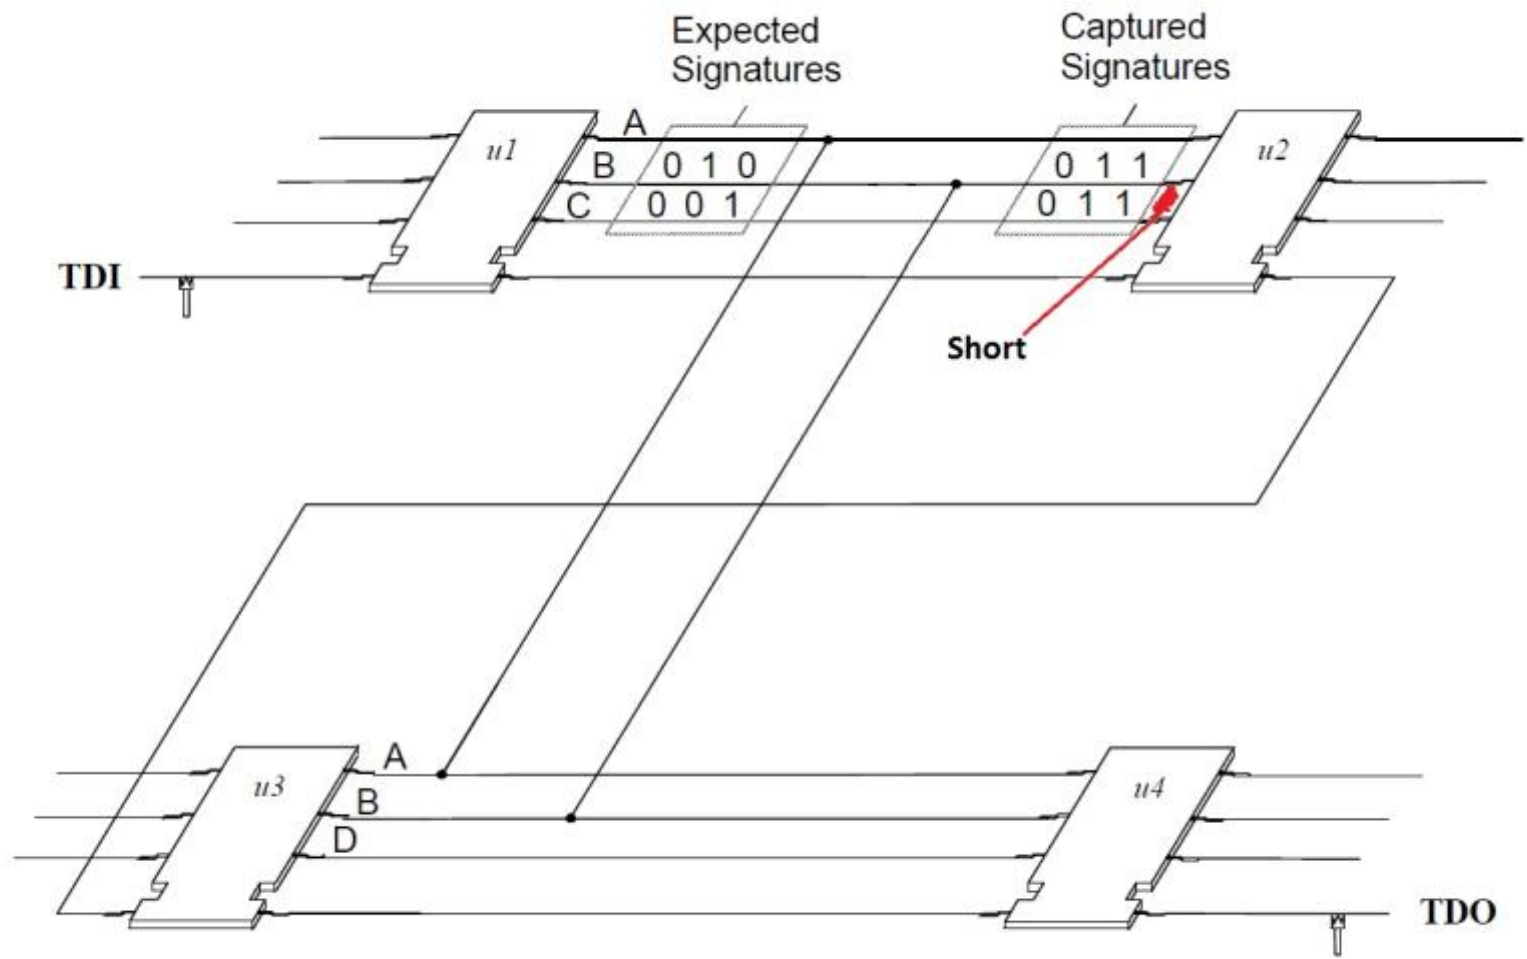 Expected
Signatures
Captured
Signatures
A
u1
B
0 1 0
0 1 1
u2
C
0 0 1
0 1 1
TDI
Short
A
u3
B
u4
D
TDO